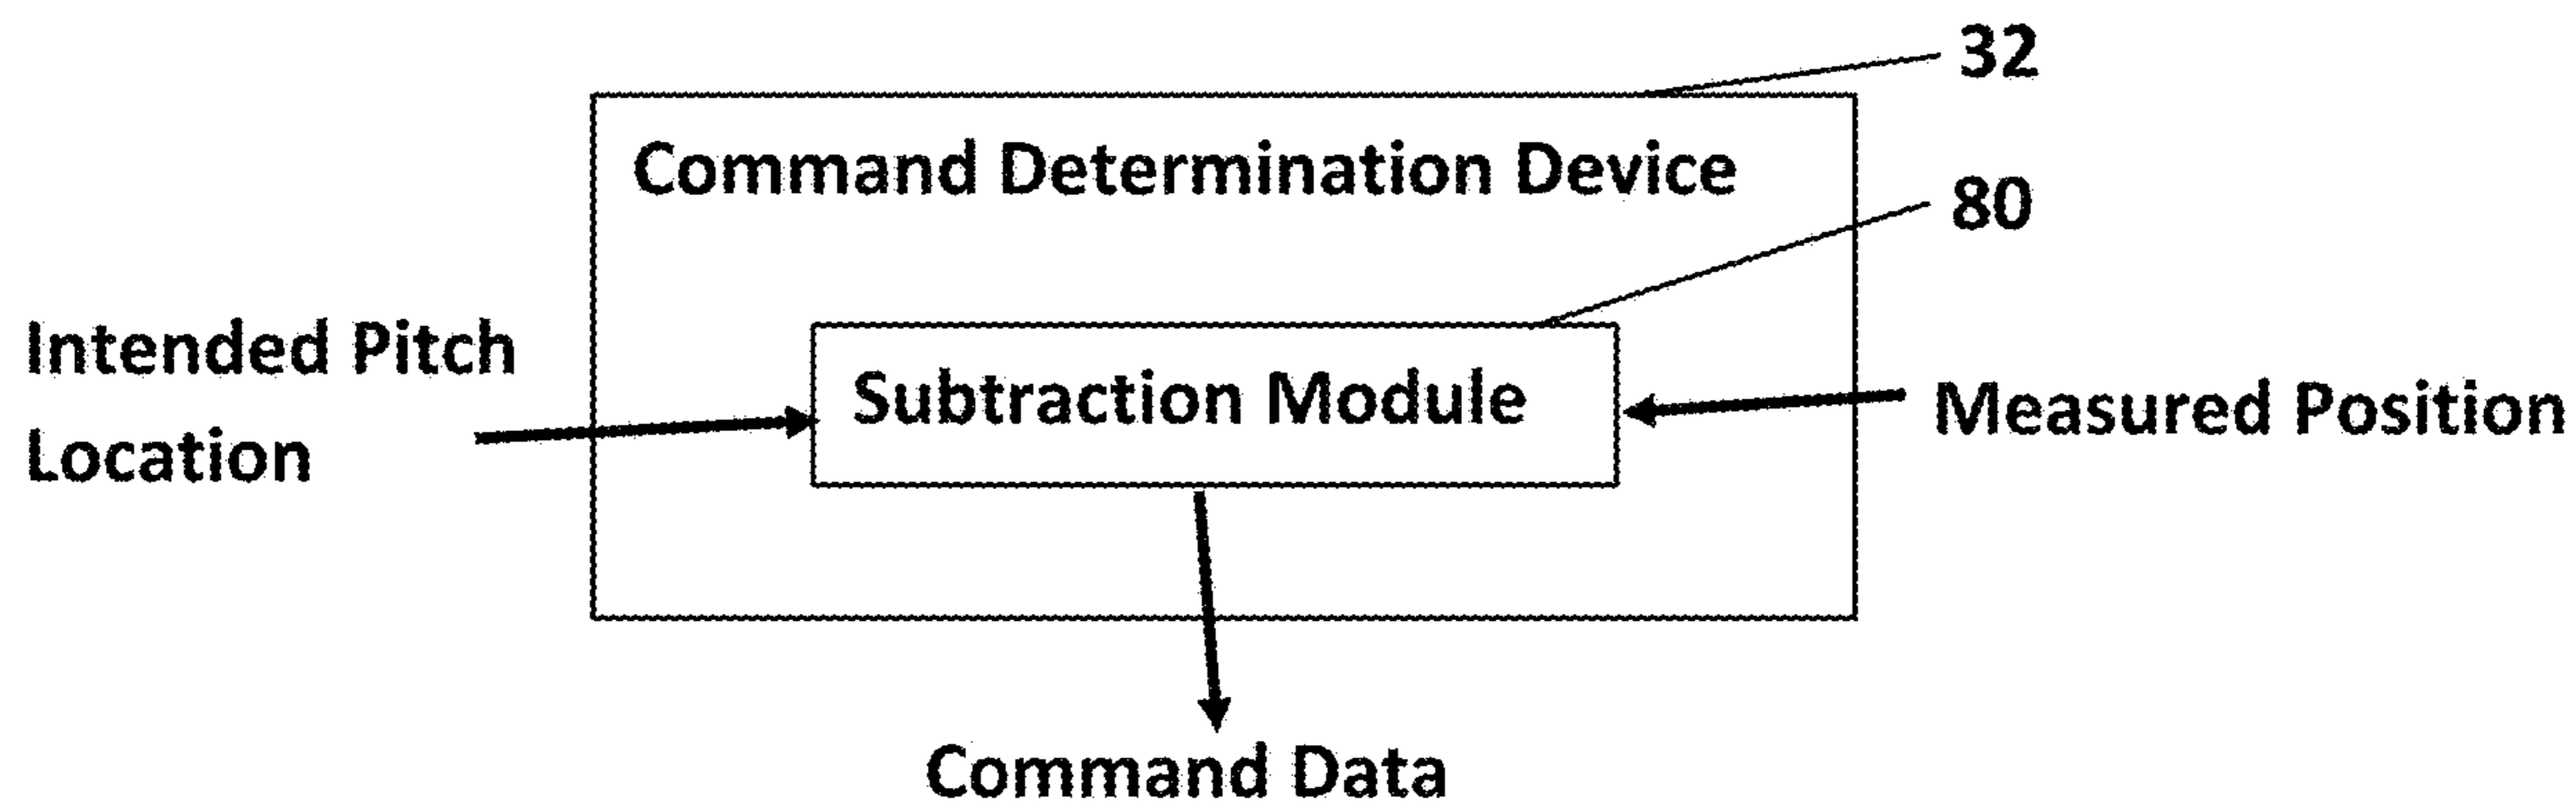 32
Command Determination Device
80
Intended Pitch
Location
Subtraction Module
Measured Position
Command Data